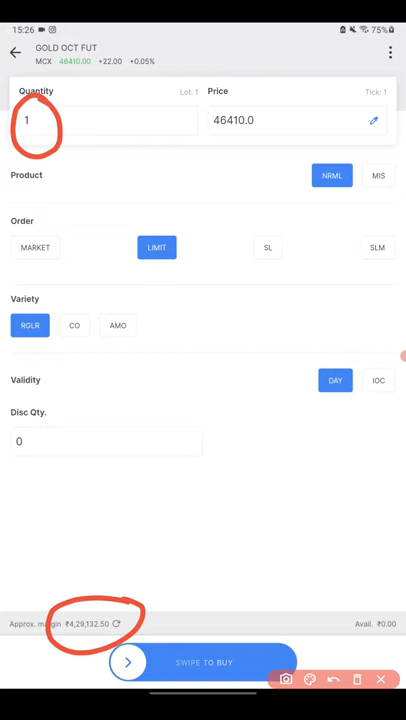 15:26 75%
GOLD OCT FUT
MCX 46410.00 +22.00 +0.05%
Quantity Lot: 1 Price Tick: 1
1 46410.0
Product NRML MIS
Order
MARKET LIMIT SL SLM
Variety
RGLR CO AMO
Validity DAY IOC
Disc Qty.
0
Approx. margin ₹4,29,132.50 Avail. ₹0.00
SWIPE TO BUY